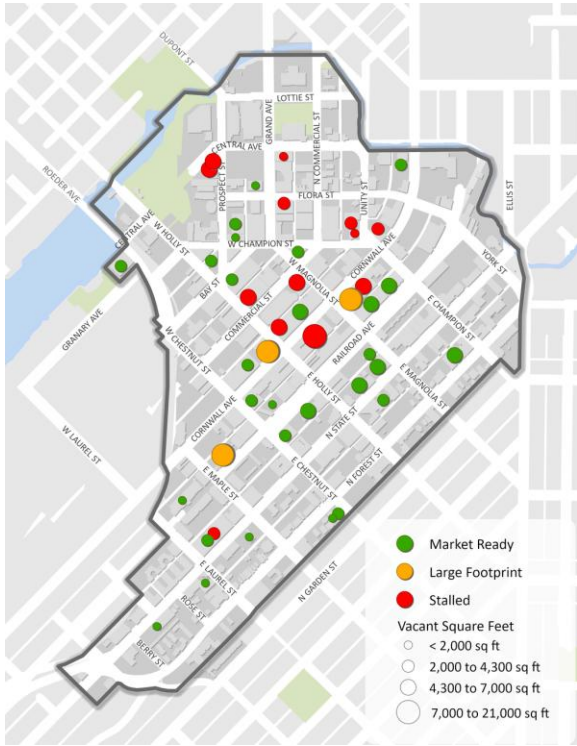 DUPONT ST
LOTTIE ST
GRAND AVE
N COMMERCIAL ST
CENTRAL AVE
PROSPECT ST
FLORA ST
UNITY ST
ELLIS ST
ROEDER AVE
CENTRAL AVE
W HOLLY ST
W CHAMPION ST
CORNWALL AVE
YORK ST
W MAGNOLIA ST
BAY ST
COMMERCIAL ST
E CHAMPION ST
GRANARY AVE
W CHESTNUT ST
RAILROAD AVE
E MAGNOLIA ST
E HOLLY ST
CORNWALL AVE
N STATE ST
W LAUREL ST
E MAPLE ST
E CHESTNUT ST
N FOREST ST
E LAUREL ST
N GARDEN ST
ROSE ST
BERRY ST
Market Ready
Large Footprint
Stalled
Vacant Square Feet
< 2,000 sq ft
2,000 to 4,300 sq ft
4,300 to 7,000 sq ft
7,000 to 21,000 sq ft